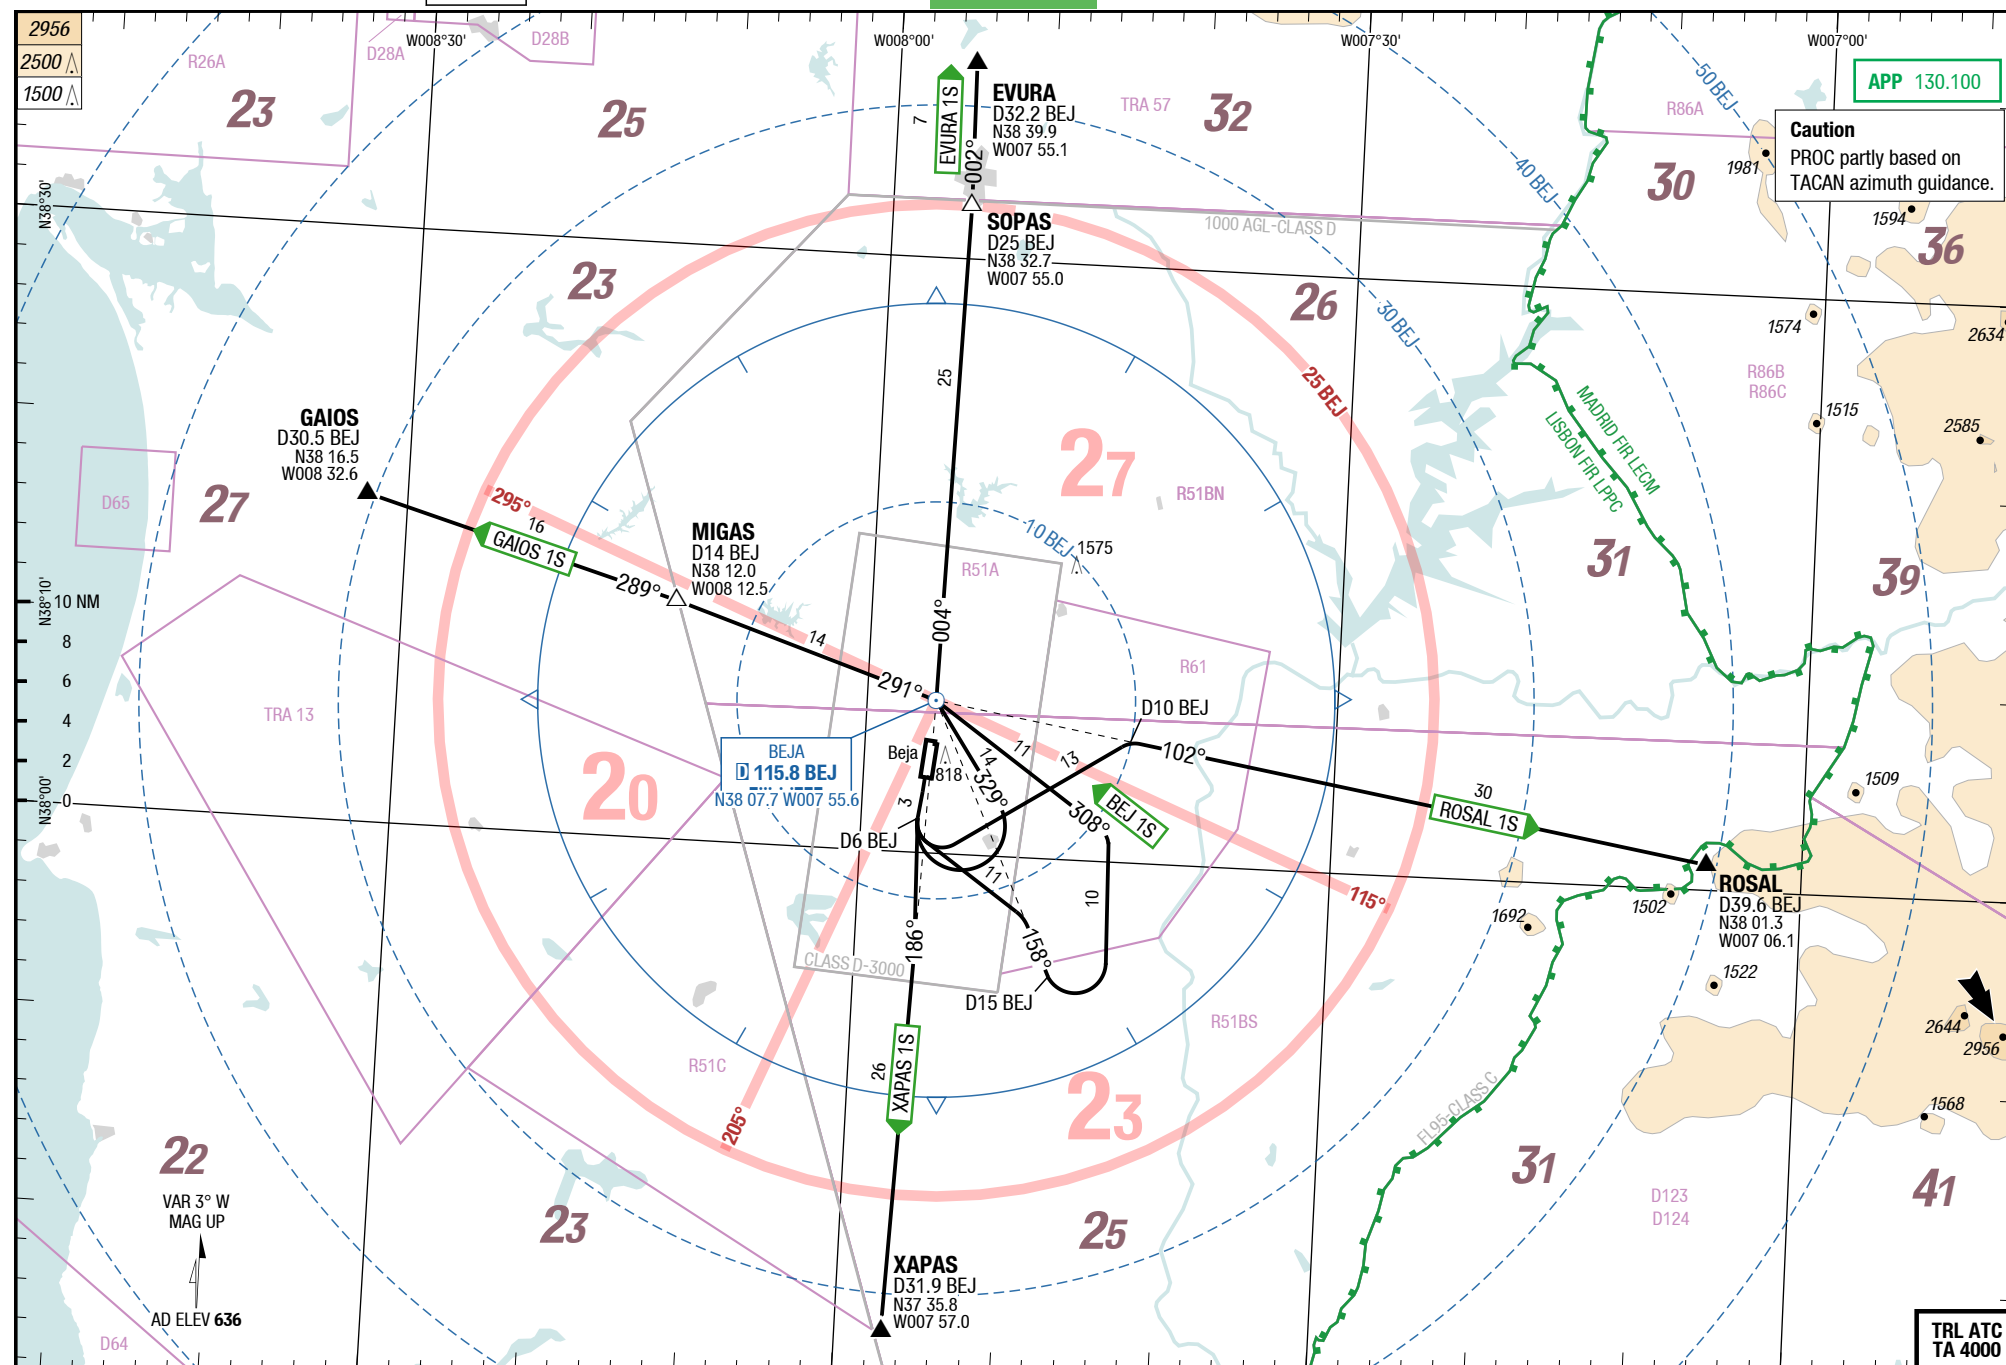 2956
2500
1500
R26A
D28A
D28B
W008°30'
W008°00'
W007°30'
W007°00'
APP 130.100
Caution
PROC partly based on
TACAN azimuth guidance.
23
25
32
30
36
TRA 57
R86A
50 BEJ
40 BEJ
30 BEJ
25 BEJ
10 BEJ
1981
1594
EVURA
D32.2 BEJ
N38 39.9
W007 55.1
EVURA 1S
7
002°
N38°30'
SOPAS
D25 BEJ
N38 32.7
W007 55.0
1000 AGL-CLASS D
23
26
1574
2634
R86B
R86C
1515
2585
25
MADRID FIR LECM
LISBON FIR LPPC
GAIOS
D30.5 BEJ
N38 16.5
W008 32.6
27
27
D65
295°
16
GAIOS 1S
289°
MIGAS
D14 BEJ
N38 12.0
W008 12.5
14
291°
004°
R51BN
R51A
1575
31
39
N38°10'
10 NM
8
6
4
2
0
N38°00'
R61
TRA 13
20
BEJA
D 115.8 BEJ
N38 07.7 W007 55.6
Beja
818
D10 BEJ
102°
11
13
14
329°
308°
BEJ 1S
3
D6 BEJ
11
10
158°
D15 BEJ
186°
CLASS D-3000
30
ROSAL 1S
115°
1509
ROSAL
D39.6 BEJ
N38 01.3
W007 06.1
1502
1692
1522
2644
2956
1568
R51C
R51BS
26
XAPAS 1S
205°
23
FL95-CLASS C
22
VAR 3° W
MAG UP
AD ELEV 636
23
25
31
41
D123
D124
XAPAS
D31.9 BEJ
N37 35.8
W007 57.0
D64
TRL ATC
TA 4000